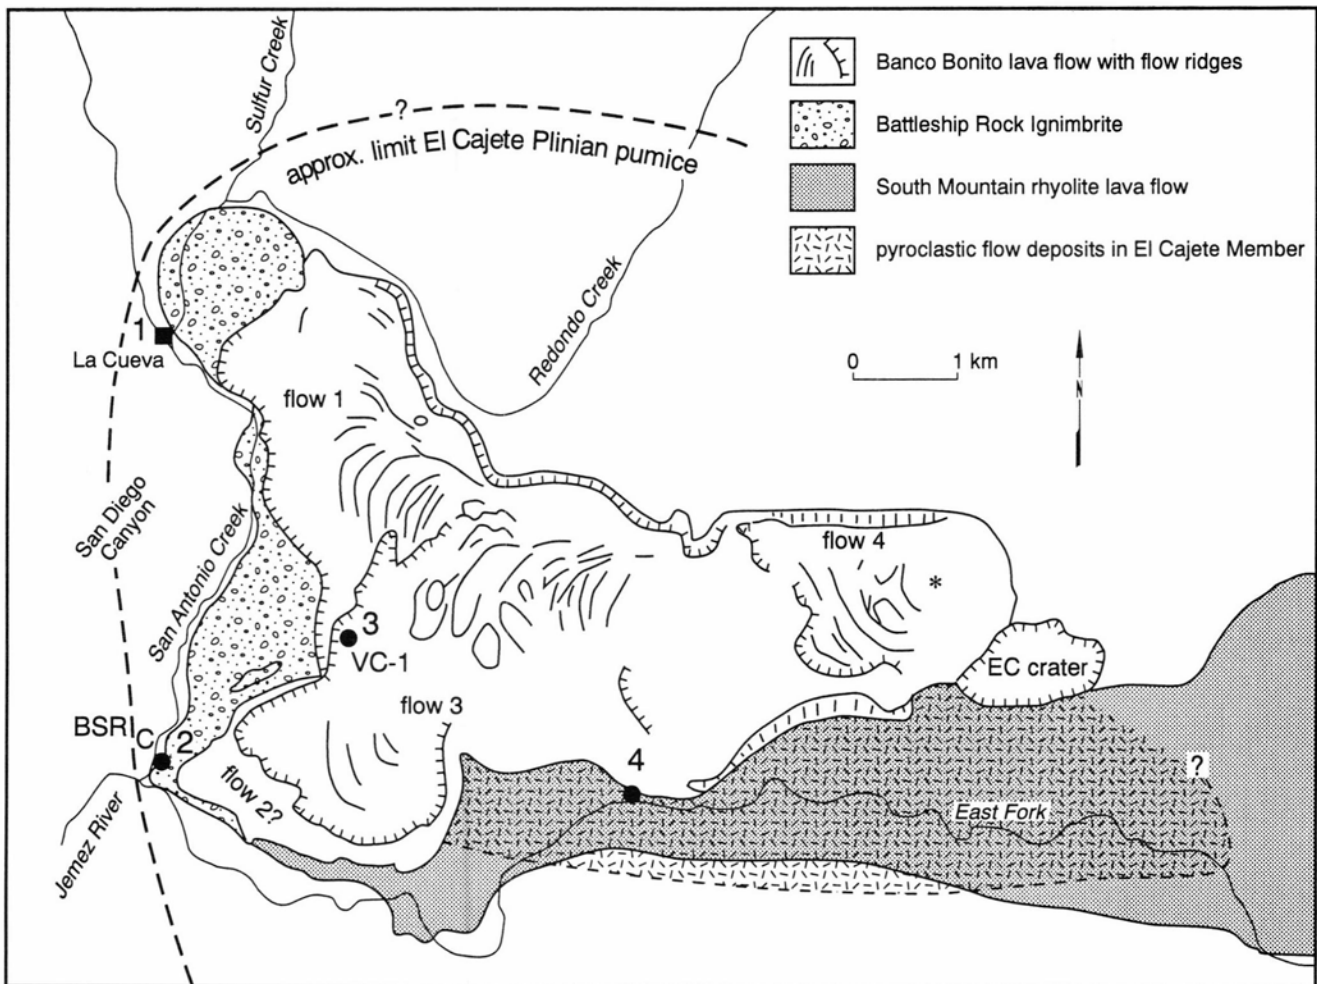 Sulfur Creek
?
approx. limit El Cajete Plinian pumice
Banco Bonito lava flow with flow ridges
Battleship Rock Ignimbrite
South Mountain rhyolite lava flow
pyroclastic flow deposits in El Cajete Member
Redondo Creek
1
La Cueva
0 1 km
N
flow 1
San Diego
Canyon
San Antonio Creek
flow 4
*
3
VC-1
EC crater
flow 3
BSR
C
2
4
?
flow 2?
East Fork
Jemez River